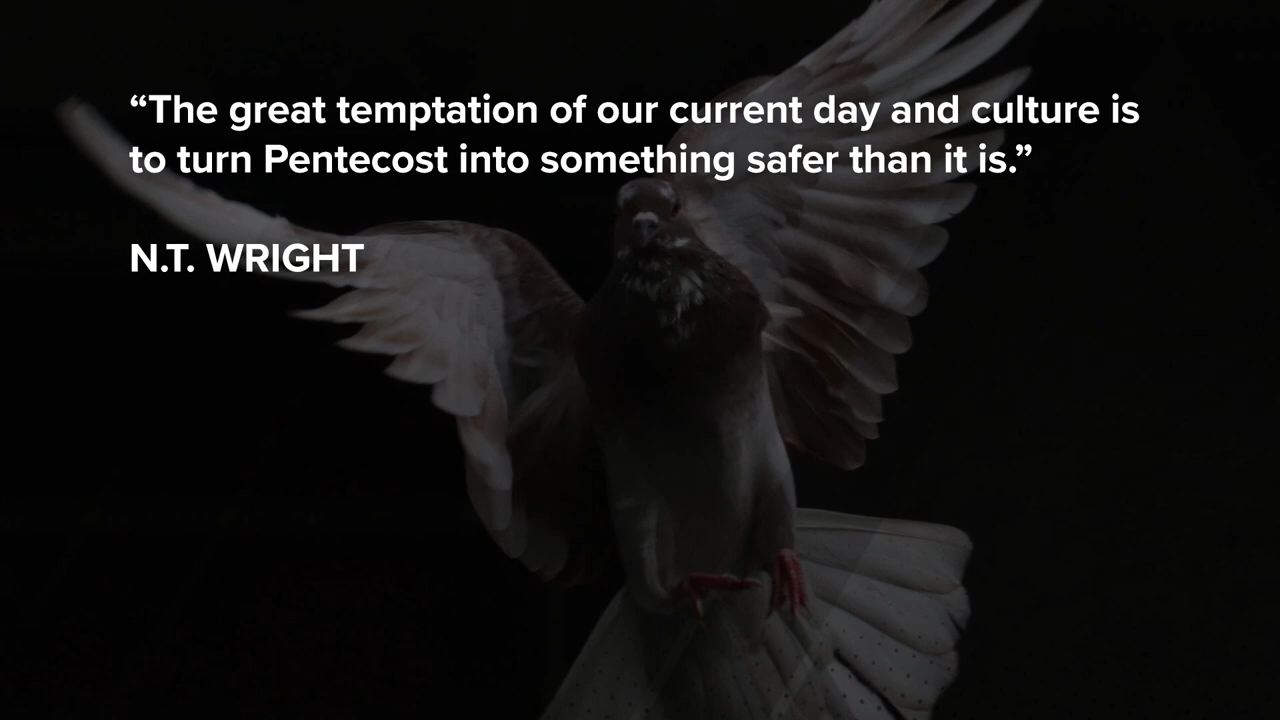 “The great temptation of our current day and culture is
to turn Pentecost into something safer than it is.”
N.T. WRIGHT